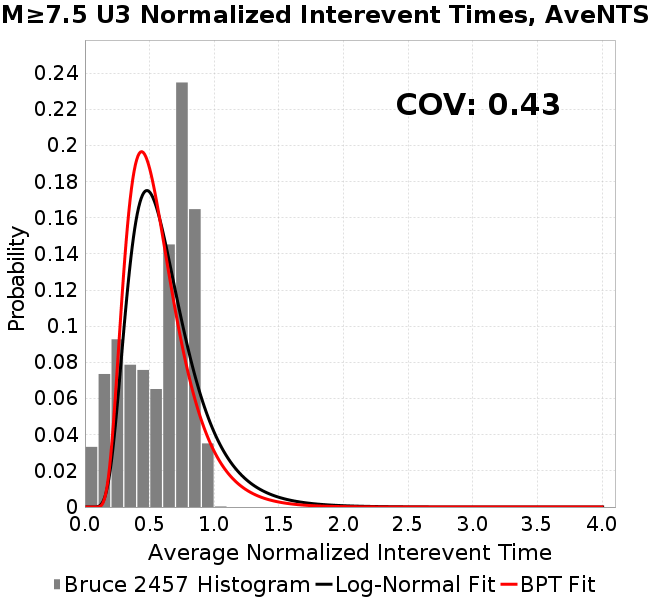 M≥7.5 U3 Normalized Interevent Times, AveNTS
COV: 0.43
Probability
0.24
0.22
0.2
0.18
0.16
0.14
0.12
0.1
0.08
0.06
0.04
0.02
0
0.0 0.5 1.0 1.5 2.0 2.5 3.0 3.5 4.0
Average Normalized Interevent Time
Bruce 2457 Histogram Log-Normal Fit BPT Fit